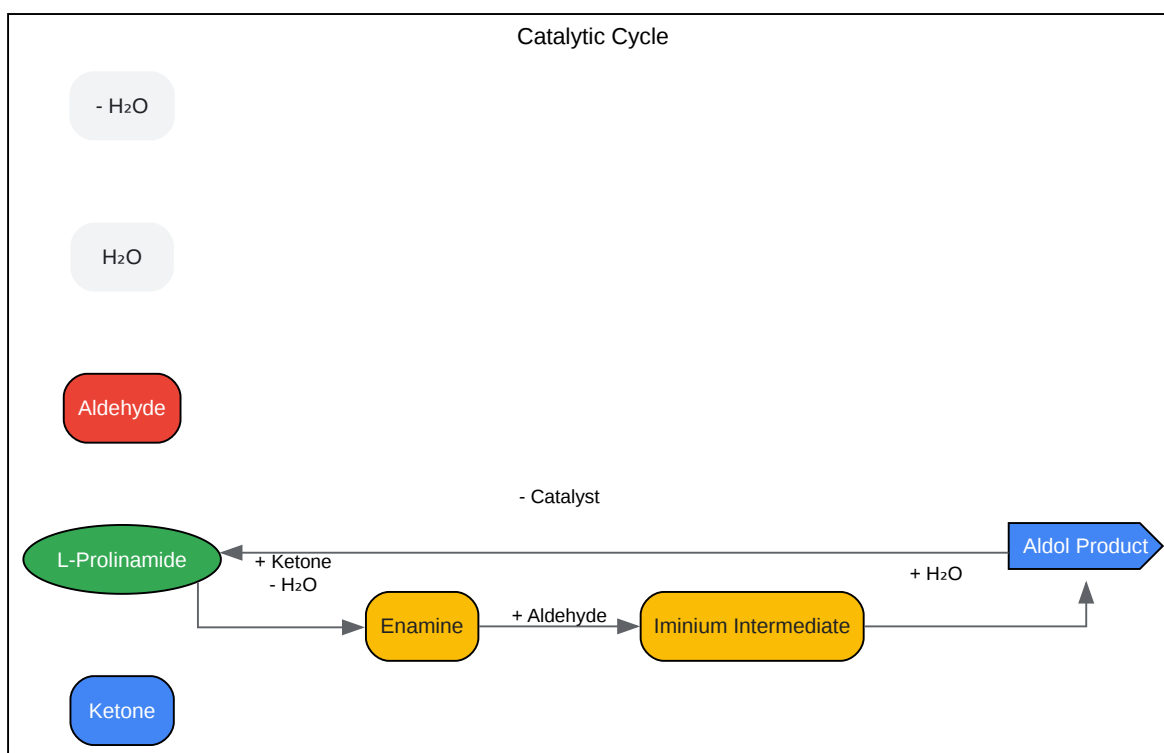 Catalytic Cycle
- H₂O
H₂O
Aldehyde
- Catalyst
L-Prolinamide
+ Ketone
- H₂O
+ H₂O
Aldol Product
Enamine
+ Aldehyde
Iminium Intermediate
Ketone